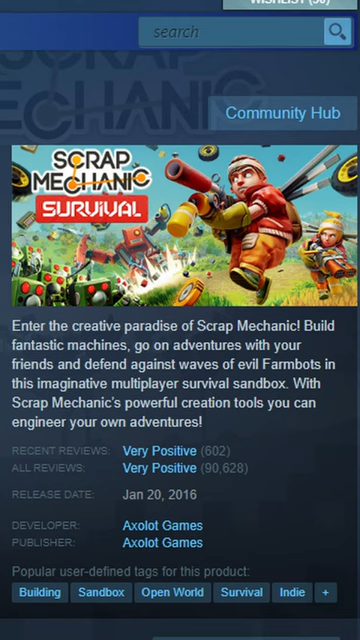 WISHLIST (50)
search
SCRAP
MECHANIC
Community Hub
SCRAP
MECHANIC
SURVIVAL
Enter the creative paradise of Scrap Mechanic! Build
fantastic machines, go on adventures with your
friends and defend against waves of evil Farmbots in
this imaginative multiplayer survival sandbox. With
Scrap Mechanic's powerful creation tools you can
engineer your own adventures!
RECENT REVIEWS: Very Positive (602)
ALL REVIEWS: Very Positive (90,628)
RELEASE DATE: Jan 20, 2016
DEVELOPER: Axolot Games
PUBLISHER: Axolot Games
Popular user-defined tags for this product:
Building Sandbox Open World Survival Indie +